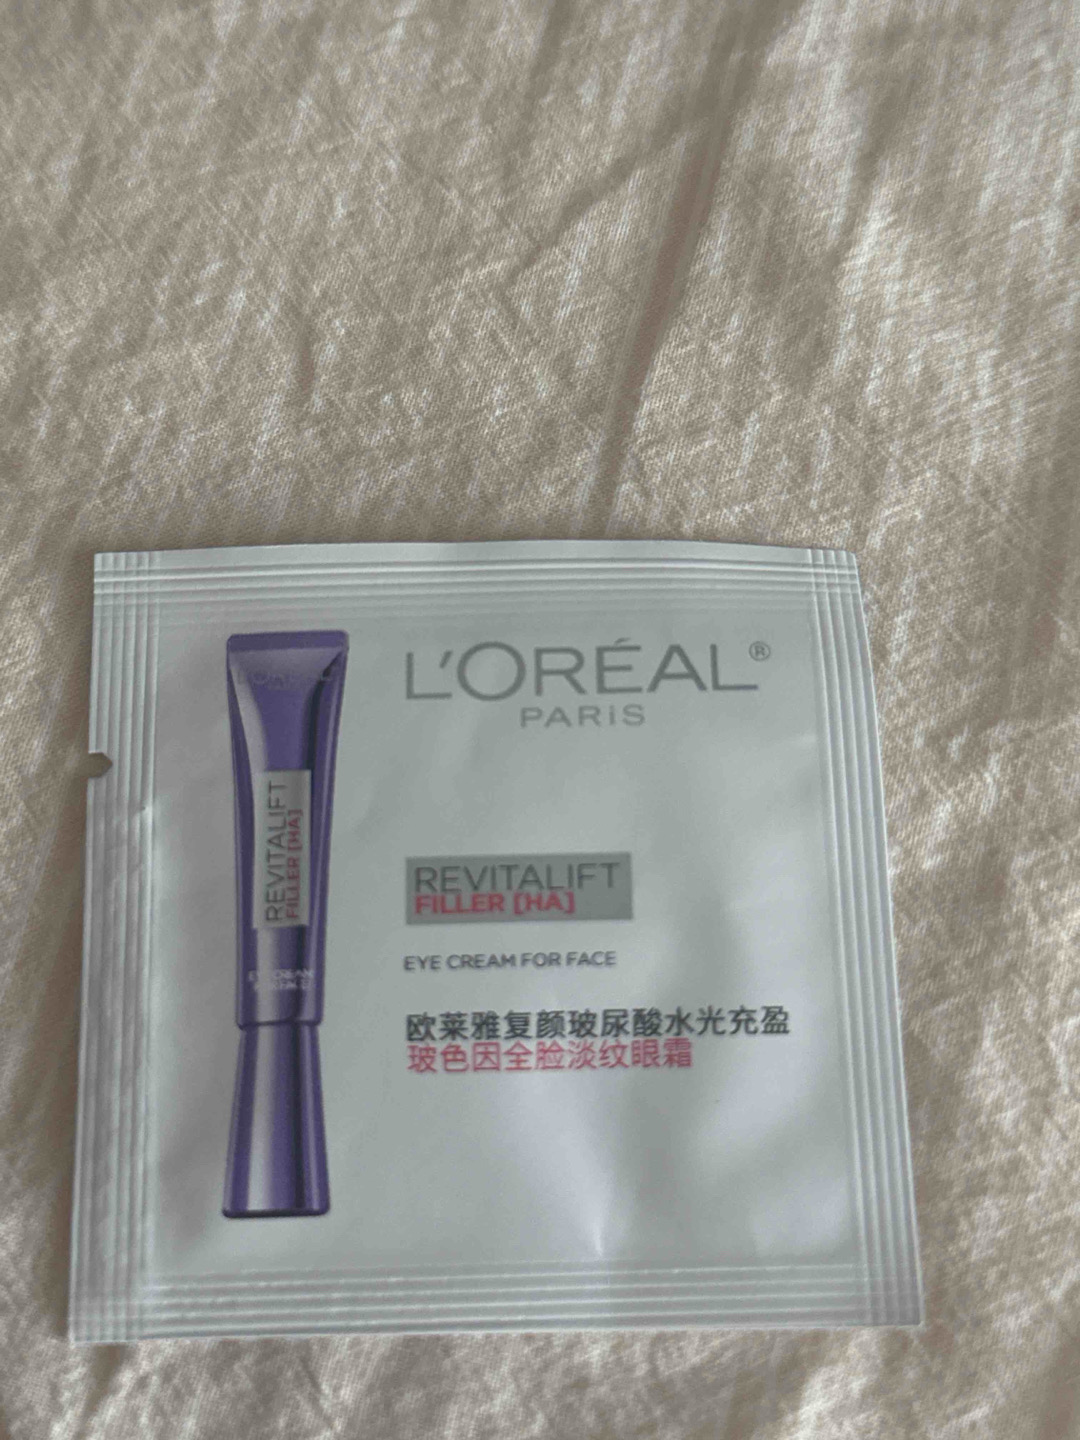 L'ORÉAL
REVITALIFT
FILLER [HA]
L'ORÉAL®
PARIS
REVITALIFT
FILLER [HA]
EYE CREAM FOR FACE
欧莱雅复颜玻尿酸水光充盈
玻色因全脸淡纹眼霜